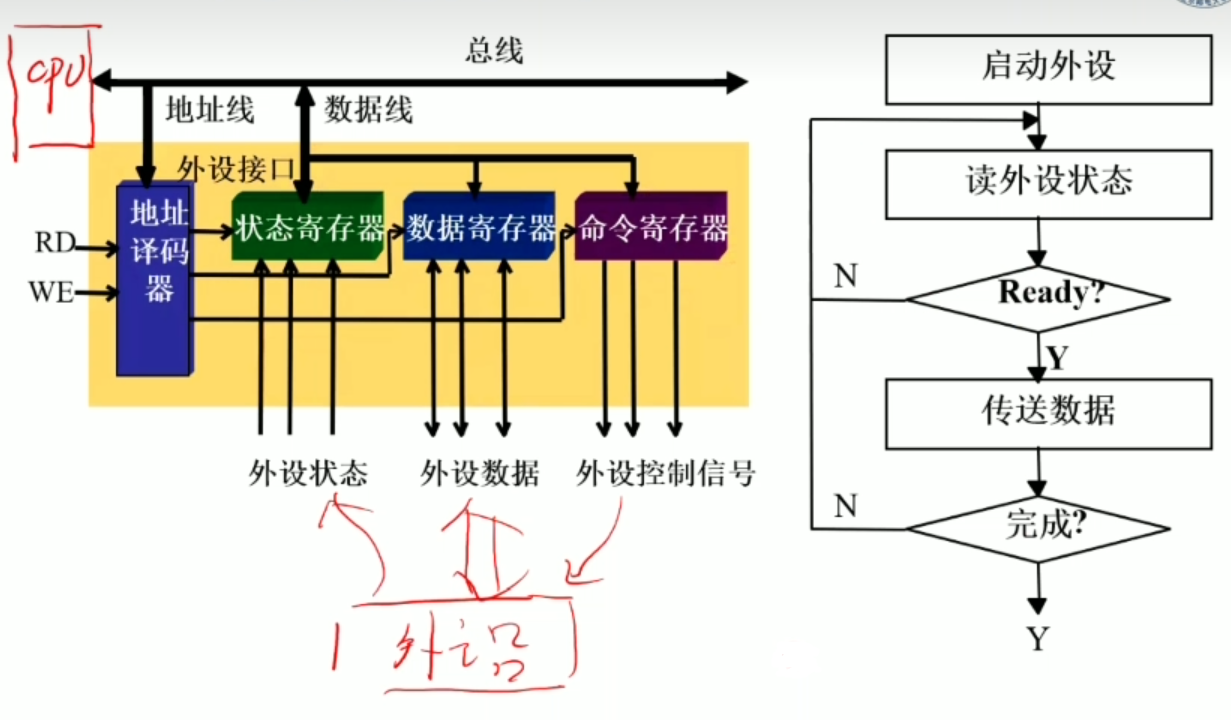 cpu
总线
地址线
数据线
外设接口
地址
译码
器
状态寄存器
数据寄存器
命令寄存器
RD
WE
外设状态
外设数据
外设控制信号
外设
启动外设
读外设状态
Ready?
N
Y
传送数据
完成?
N
Y